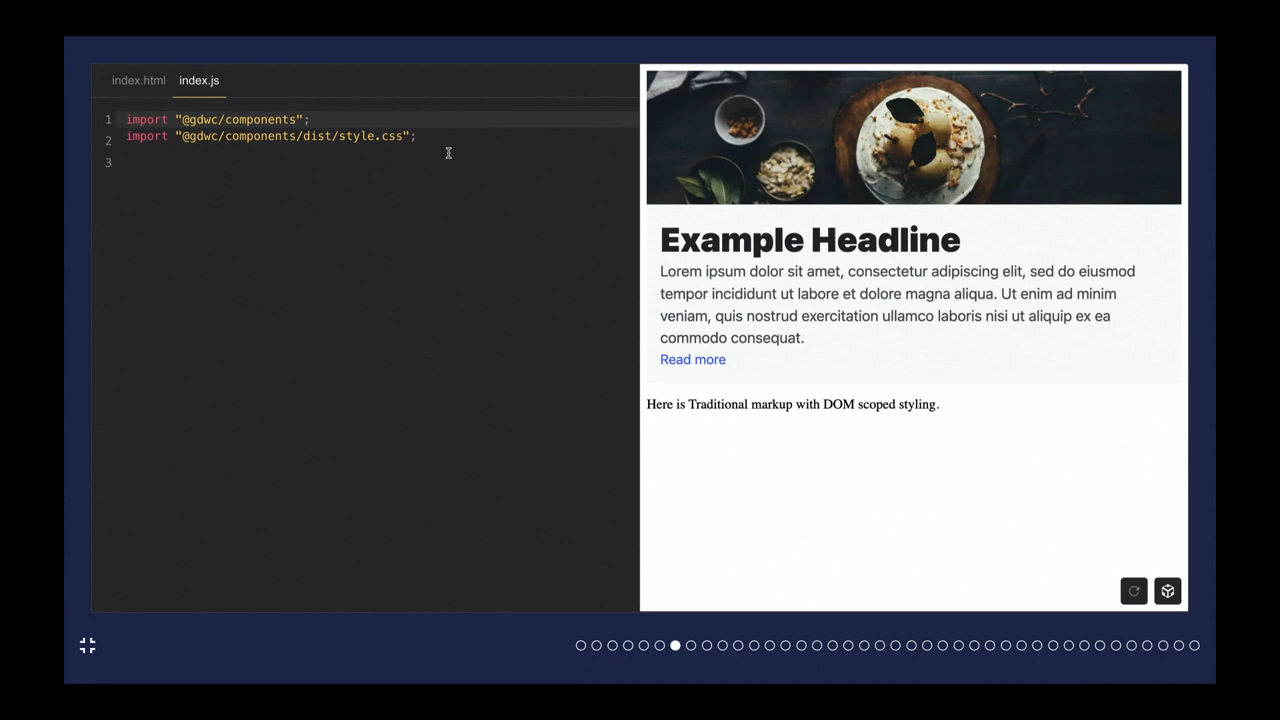 index.html index.js
1 import "@gdwc/components";
2 import "@gdwc/components/dist/style.css";
3
Example Headline
Lorem ipsum dolor sit amet, consectetur adipiscing elit, sed do eiusmod
tempor incididunt ut labore et dolore magna aliqua. Ut enim ad minim
veniam, quis nostrud exercitation ullamco laboris nisi ut aliquip ex ea
commodo consequat.
Read more
Here is Traditional markup with DOM scoped styling.